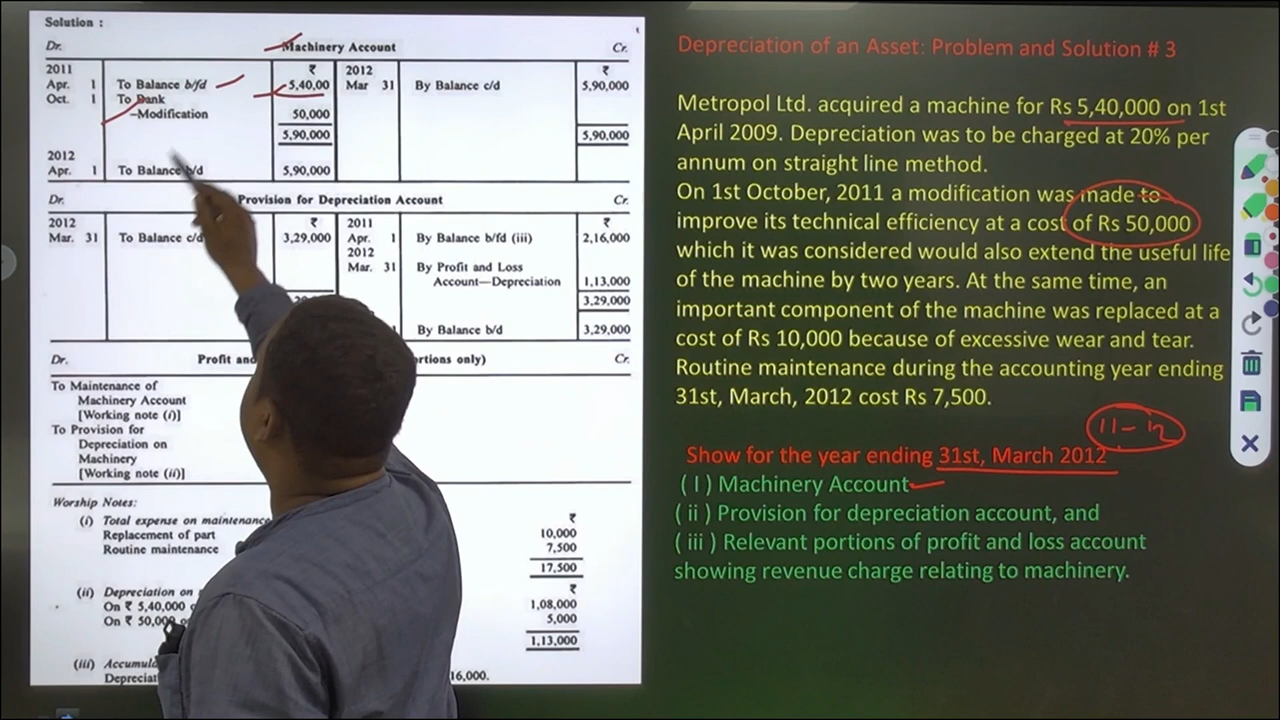 Solution :
Dr. Machinery Account Cr.
2011 ₹ 2012 ₹
Apr. 1 To Balance b/fd 5,40,00 Mar 31 By Balance c/d 5,90,000
Oct. 1 To Bank
–Modification 50,000
5,90,000 5,90,000
2012
Apr. 1 To Balance b/d 5,90,000
Dr. Provision for Depreciation Account Cr.
2012 ₹ 2011 ₹
Mar. 31 To Balance c/d 3,29,000 Apr. 1 By Balance b/fd (iii) 2,16,000
2012
Mar. 31 By Profit and Loss
Account—Depreciation 1,13,000
3,29,000
By Balance b/d 3,29,000
Dr. Profit and Cr.
To Maintenance of
Machinery Account
[Working note (i)]
To Provision for
Depreciation on
Machinery
[Working note (ii)]
Worship Notes:
(i) Total expense on maintenance ₹
Replacement of part 10,000
Routine maintenance 7,500
17,500
(ii) Depreciation on ₹
On ₹ 5,40,000 1,08,000
On ₹ 50,000 5,000
1,13,000
(iii)
16,000.
Depreciation of an Asset: Problem and Solution # 3
Metropol Ltd. acquired a machine for Rs 5,40,000 on 1st
April 2009. Depreciation was to be charged at 20% per
annum on straight line method.
On 1st October, 2011 a modification was made to
improve its technical efficiency at a cost of Rs 50,000
which it was considered would also extend the useful life
of the machine by two years. At the same time, an
important component of the machine was replaced at a
cost of Rs 10,000 because of excessive wear and tear.
Routine maintenance during the accounting year ending
31st, March, 2012 cost Rs 7,500.
11 – 12
Show for the year ending 31st, March 2012
( I ) Machinery Account
( ii ) Provision for depreciation account, and
( iii ) Relevant portions of profit and loss account
showing revenue charge relating to machinery.